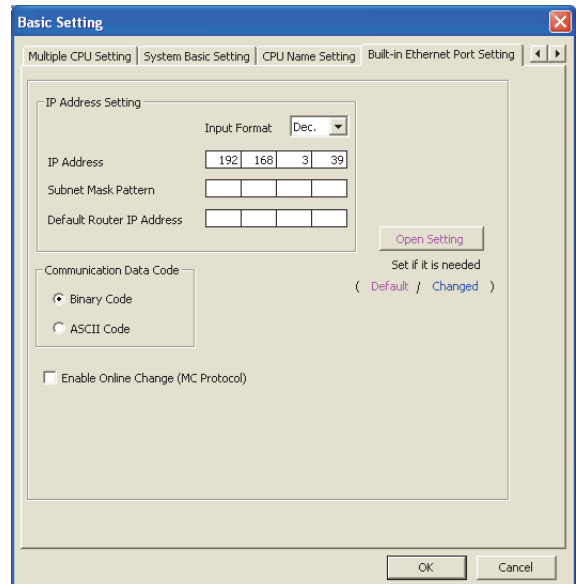 Basic Setting
Multiple CPU Setting System Basic Setting CPU Name Setting Built-in Ethernet Port Setting
IP Address Setting
Input Format Dec.
IP Address 192 168 3 39
Subnet Mask Pattern
Default Router IP Address
Open Setting
Set if it is needed
( Default / Changed )
Communication Data Code
Binary Code
ASCII Code
Enable Online Change (MC Protocol)
OK Cancel